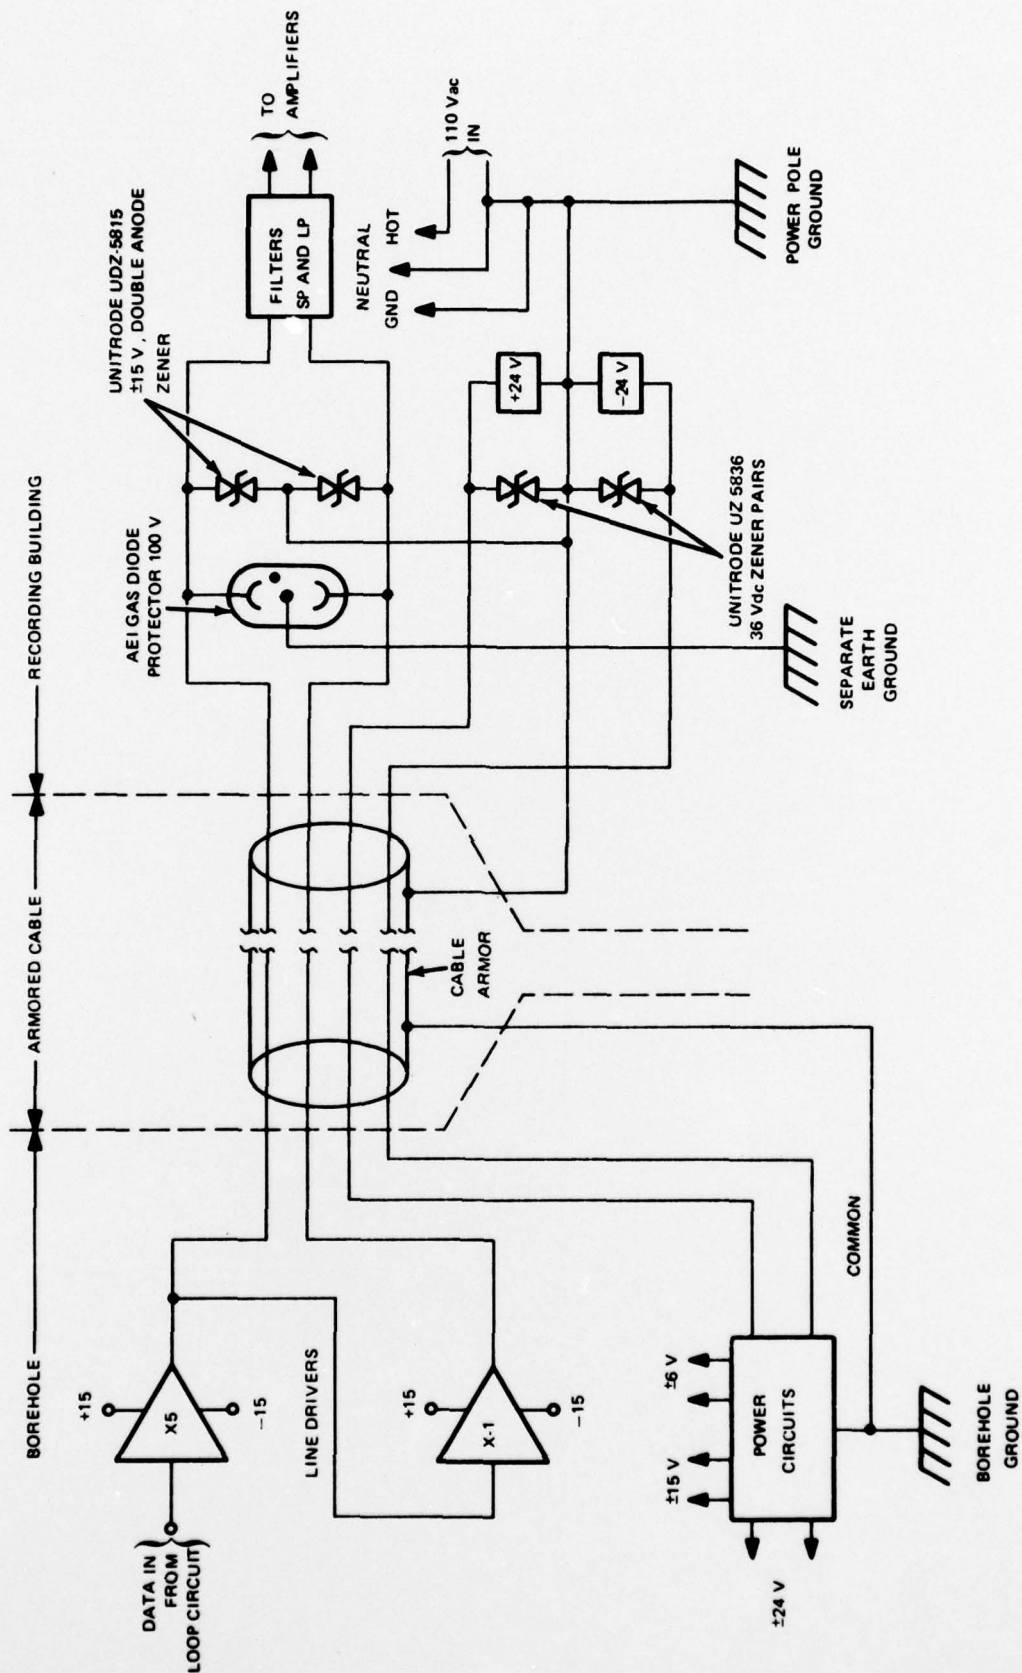 BOREHOLE
ARMORED CABLE
RECORDING BUILDING
DATA IN
FROM
LOOP CIRCUIT
+15
X5
−15
LINE DRIVERS
+15
X-1
−15
±15 V
±6 V
POWER
CIRCUITS
±24 V
COMMON
BOREHOLE
GROUND
CABLE
ARMOR
AEI GAS DIODE
PROTECTOR 100 V
UNITRODE UDZ-5815
±15 V, DOUBLE ANODE
ZENER
FILTERS
SP AND LP
TO
AMPLIFIERS
NEUTRAL
GND
HOT
110 Vac
IN
+24 V
−24 V
UNITRODE UZ 5836
36 Vdc ZENER PAIRS
SEPARATE
EARTH
GROUND
POWER POLE
GROUND